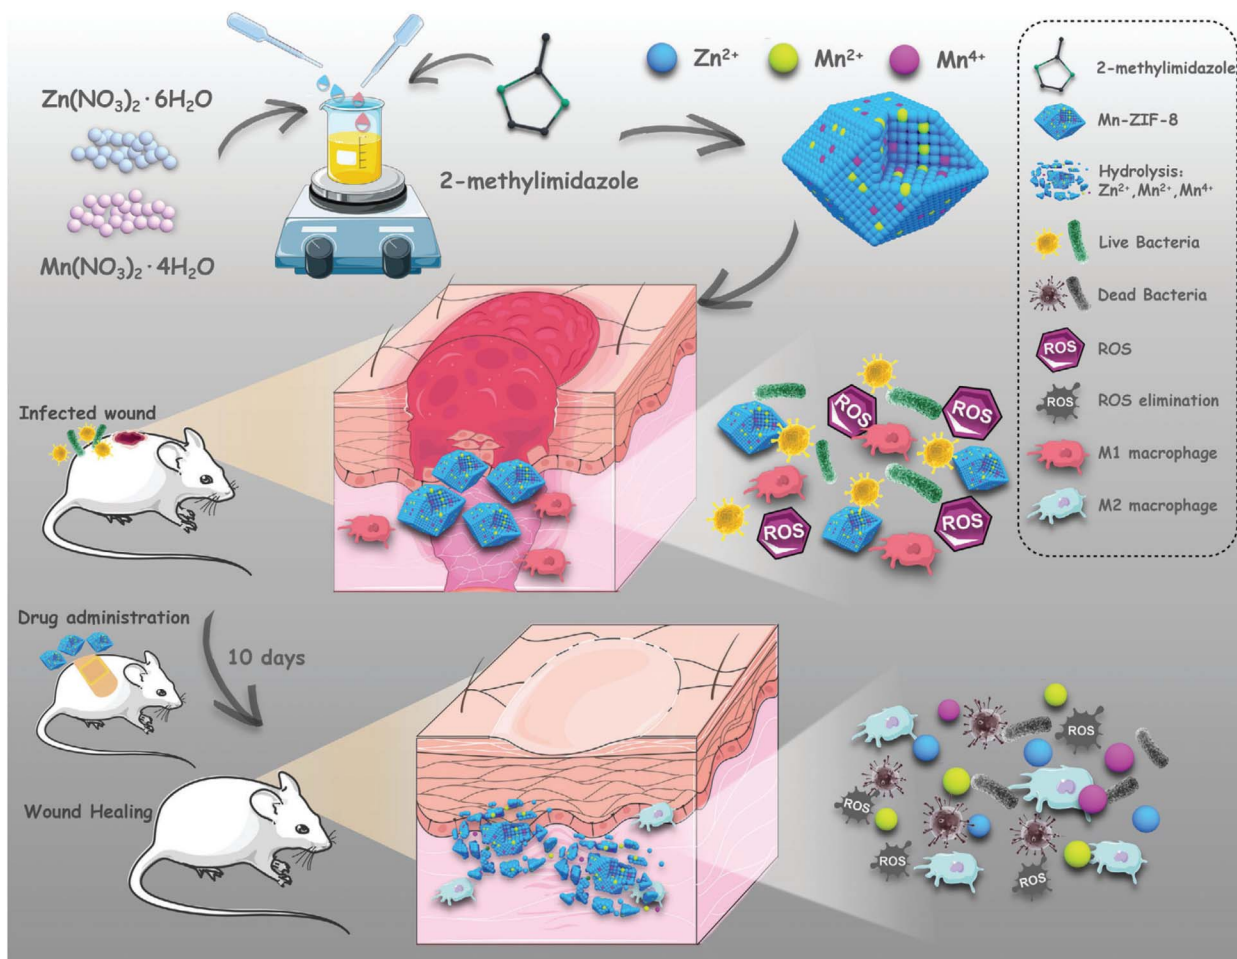 Zn(NO₃)₂·6H₂O
Mn(NO₃)₂·4H₂O
2-methylimidazole
Zn²⁺
Mn²⁺
Mn⁴⁺
2-methylimidazole
Mn-ZIF-8
Hydrolysis:
Zn²⁺,Mn²⁺,Mn⁴⁺
Live Bacteria
Dead Bacteria
ROS
ROS
ROS
ROS elimination
M1 macrophage
M2 macrophage
Infected wound
ROS
ROS
ROS
ROS
Drug administration
10 days
Wound Healing
ROS
ROS
ROS
ROS